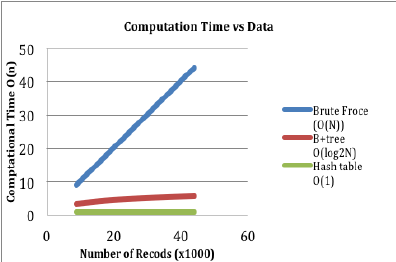 Computation Time vs Data
Comptational Time O(n)
50
40
30
20
10
0
0 20 40 60
Number of Recods (x1000)
Brute Froce
(O(N))
B+tree
O(log2N)
Hash table
O(1)